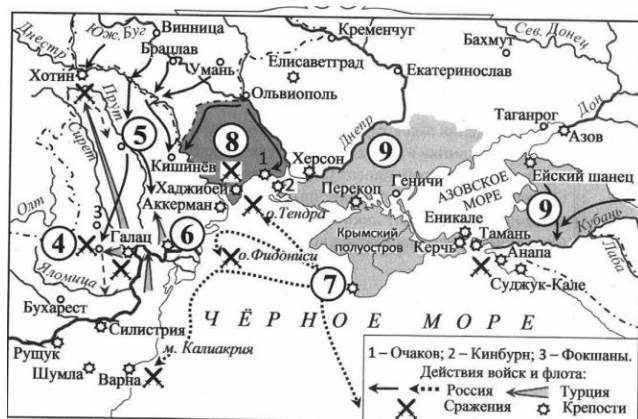 Винница
Кременчуг
Бахмут
Сев. Донец
Днестр
Юж. Буг
Брацлав
Умань
Елисаветград
Екатеринослав
Хотин
Ольвиополь
Прут
Сирет
Днепр
Таганрог
Дон
Азов
5
8
9
Кишинёв
1
Херсон
2
Хаджибей
Перекоп
Геничи
АЗОВСКОЕ
МОРЕ
Ейский шанец
Аккерман
о.Тендра
9
Олт
3
4
Галац
6
Крымский
полуостров
Еникале
Керчь
Тамань
Кубань
Лаба
о.Фидониси
Анапа
Яломица
7
Суджук-Кале
Бухарест
Силистрия
ЧЁРНОЕ МОРЕ
Рущук
м. Калиакрия
Шумла
Варна
1 – Очаков; 2 – Кинбурн; 3 – Фокшаны.
Действия войск и флота:
Россия
Турция
Сражения
Крепости